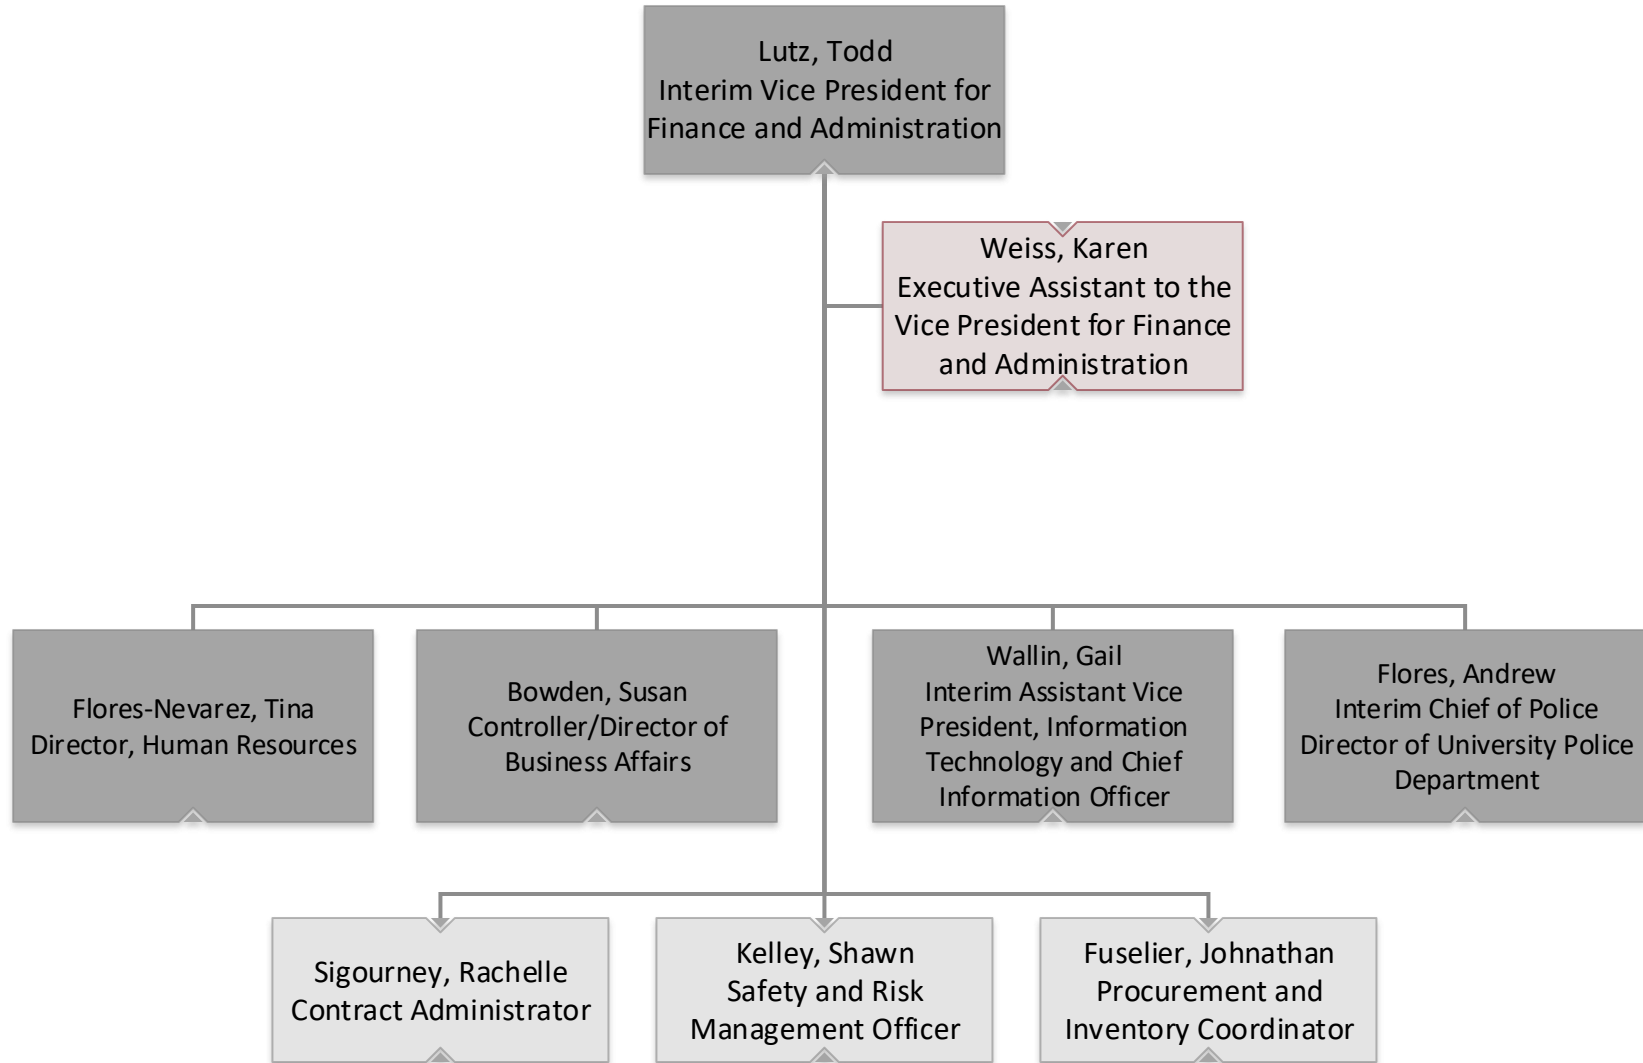 Lutz, Todd
Interim Vice President for
Finance and Administration
Weiss, Karen
Executive Assistant to the
Vice President for Finance
and Administration
Flores-Nevarez, Tina
Director, Human Resources
Bowden, Susan
Controller/Director of
Business Affairs
Wallin, Gail
Interim Assistant Vice
President, Information
Technology and Chief
Information Officer
Flores, Andrew
Interim Chief of Police
Director of University Police
Department
Sigourney, Rachelle
Contract Administrator
Kelley, Shawn
Safety and Risk
Management Officer
Fuselier, Johnathan
Procurement and
Inventory Coordinator